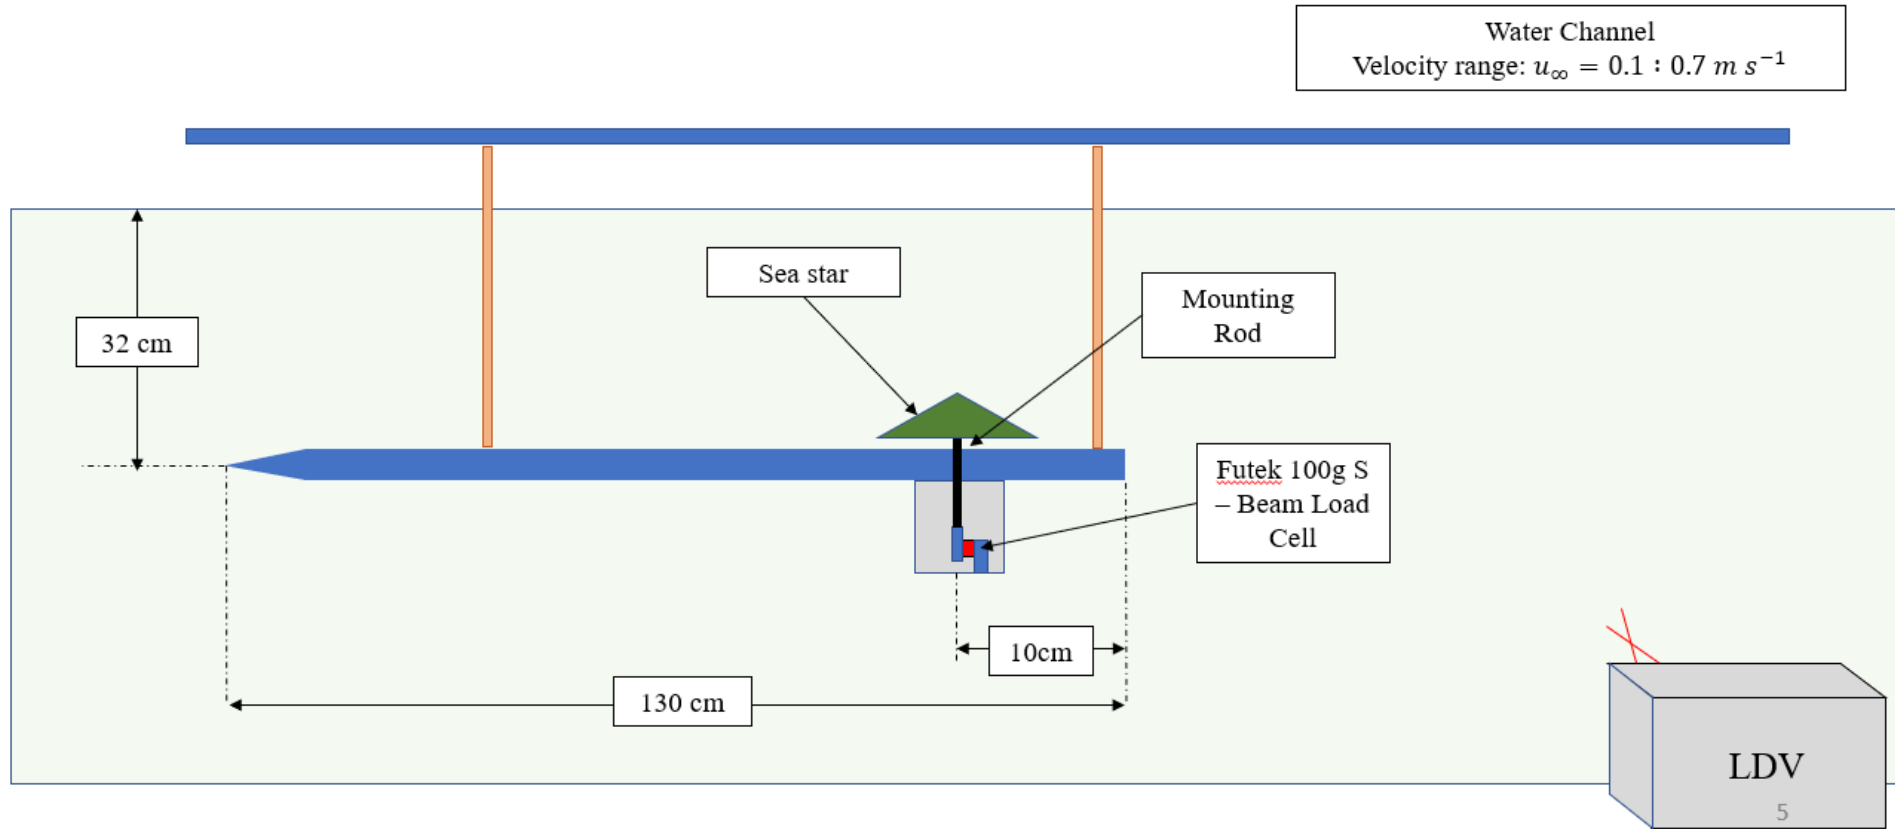 Water Channel
Velocity range: u∞ = 0.1 ∶ 0.7 m s⁻¹
Sea star
Mounting
Rod
32 cm
Futek 100g S
– Beam Load
Cell
10cm
130 cm
LDV
5